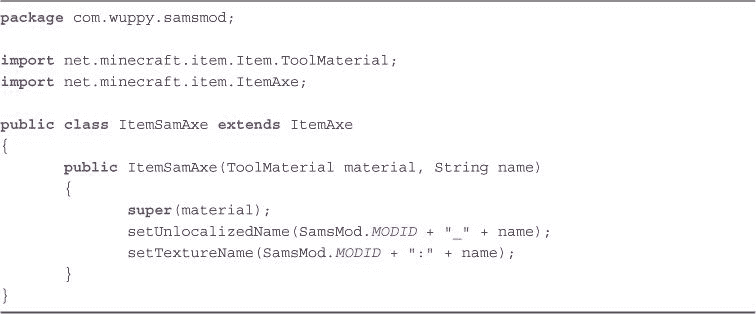 package com.wuppy.samsmod;
import net.minecraft.item.Item.ToolMaterial;
import net.minecraft.item.ItemAxe;
public class ItemSamAxe extends ItemAxe
{
public ItemSamAxe(ToolMaterial material, String name)
{
super(material);
setUnlocalizedName(SamsMod.MODID + "_" + name);
setTextureName(SamsMod.MODID + ":" + name);
}
}